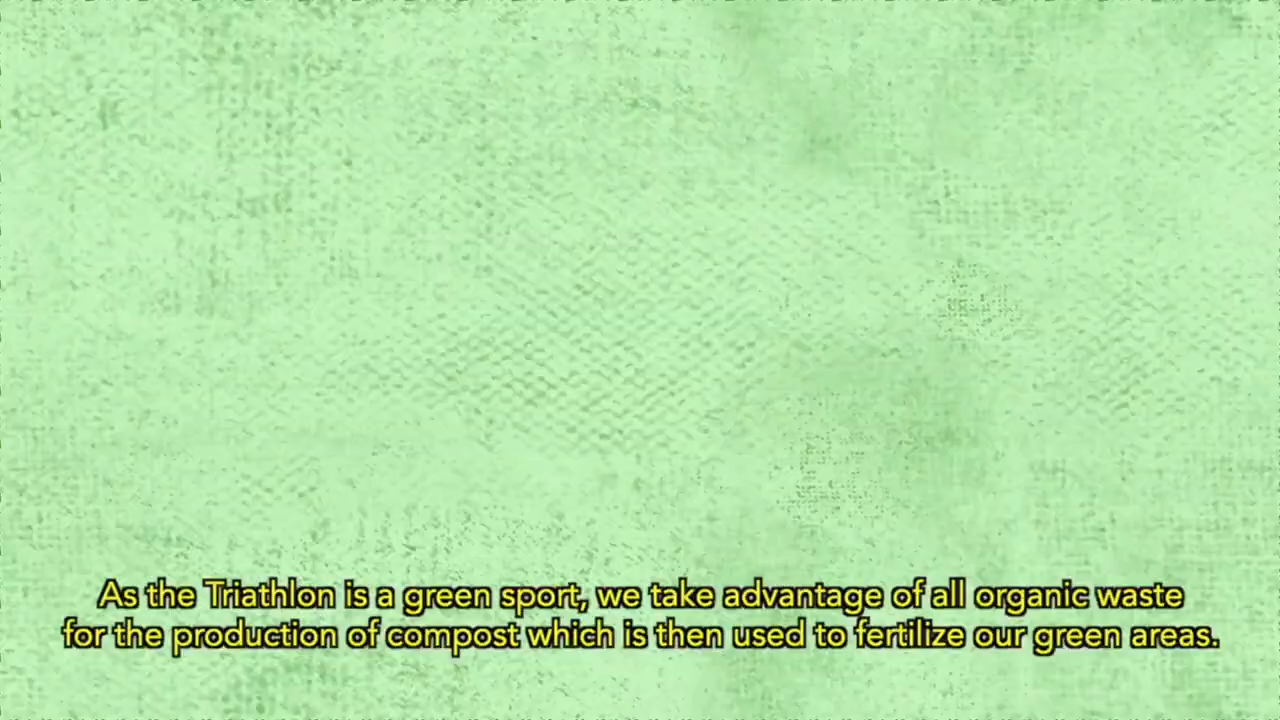 As the Triathlon is a green sport, we take advantage of all organic waste
for the production of compost which is then used to fertilize our green areas.